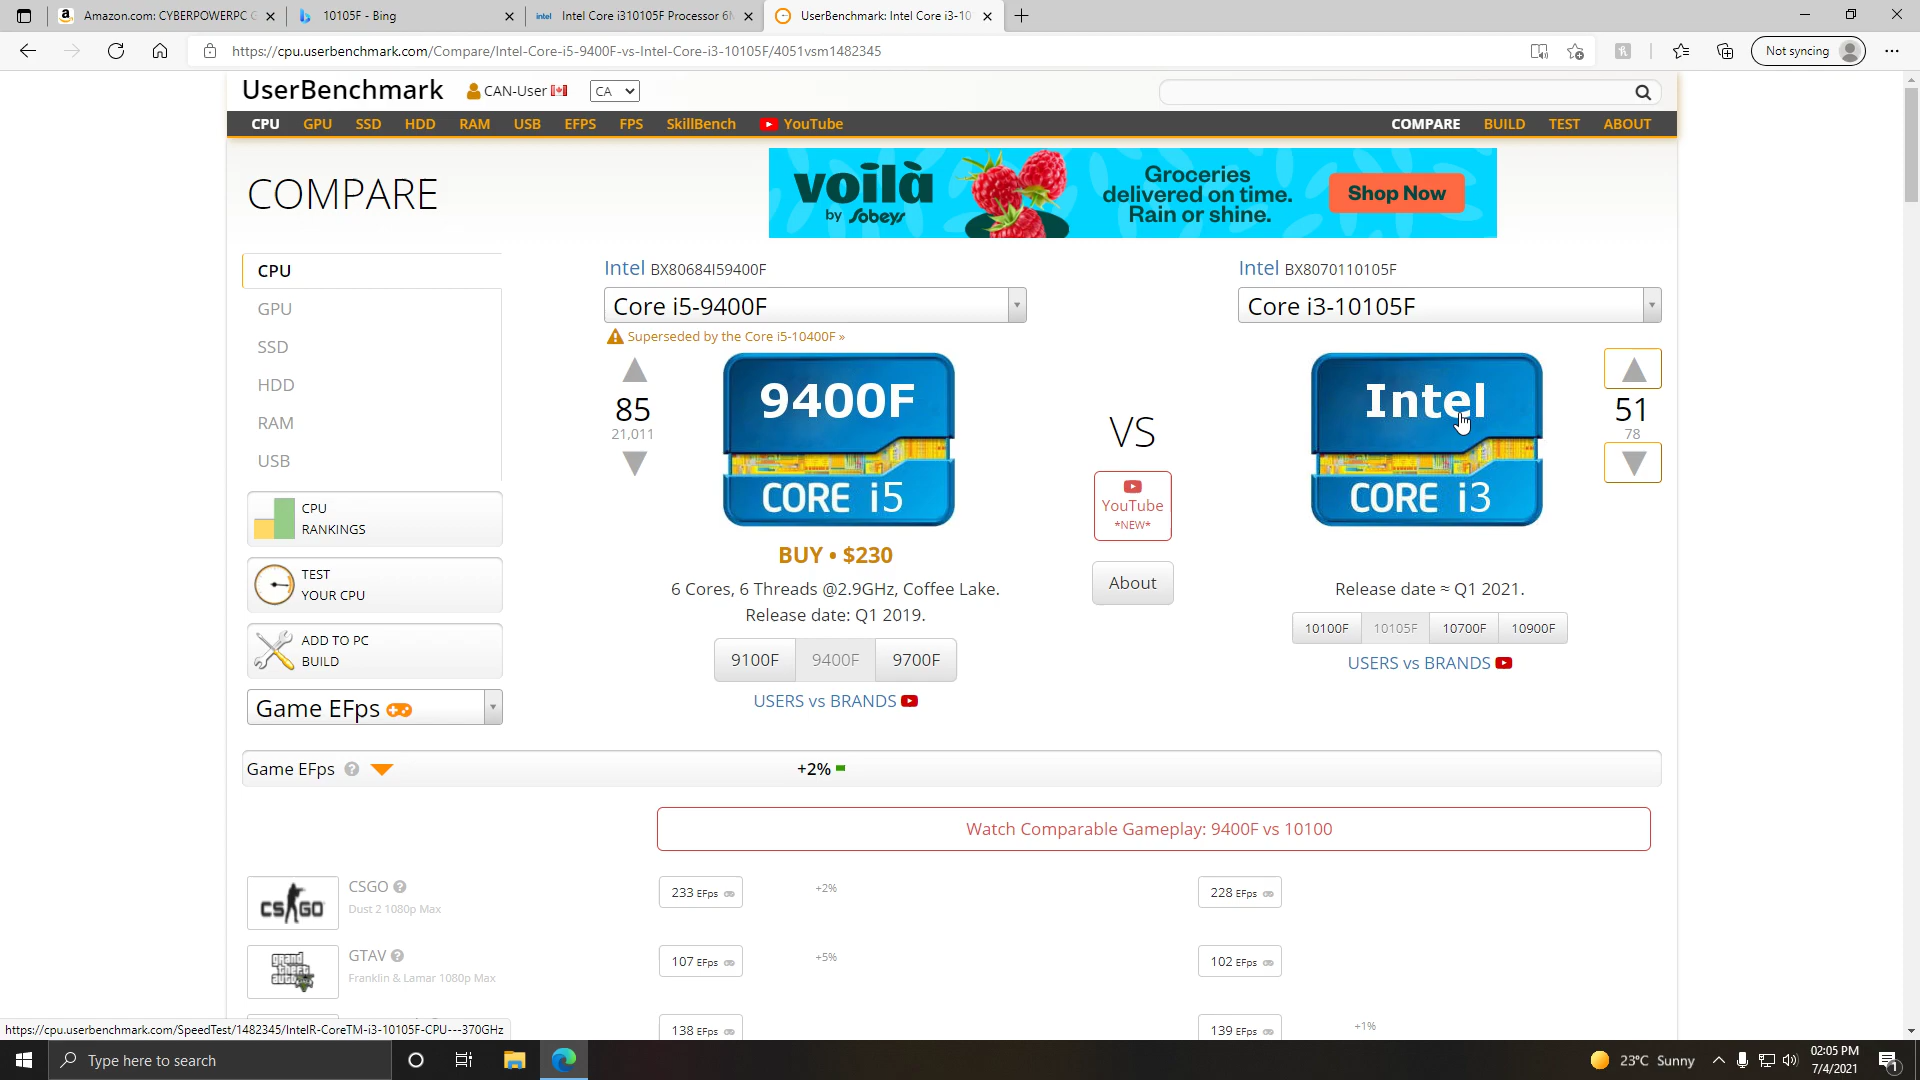 Amazon.com: CYBERPOWERPC G
10105F - Bing
intel Intel Core i310105F Processor 6M
UserBenchmark: Intel Core i3-10
https://cpu.userbenchmark.com/Compare/Intel-Core-i5-9400F-vs-Intel-Core-i3-10105F/4051vsm1482345
Not syncing
UserBenchmark
CAN-User
CA
CPU GPU SSD HDD RAM USB EFPS FPS SkillBench YouTube
COMPARE BUILD TEST ABOUT
COMPARE
voilà
by Sobeys
Groceries
delivered on time.
Rain or shine.
Shop Now
CPU
GPU
SSD
HDD
RAM
USB
CPU
RANKINGS
TEST
YOUR CPU
ADD TO PC
BUILD
Game EFps
Intel BX80684I59400F
Core i5-9400F
Superseded by the Core i5-10400F »
85
21,011
9400F
CORE i5
BUY • $230
6 Cores, 6 Threads @2.9GHz, Coffee Lake.
Release date: Q1 2019.
9100F 9400F 9700F
USERS vs BRANDS
VS
YouTube
*NEW*
About
Intel BX8070110105F
Core i3-10105F
Intel
CORE i3
51
78
Release date ≈ Q1 2021.
10100F 10105F 10700F 10900F
USERS vs BRANDS
Game EFps ? +2%
Watch Comparable Gameplay: 9400F vs 10100
CS GO
CSGO ?
Dust 2 1080p Max
233 EFps +2% 228 EFps
grand theft auto V
GTAV ?
Franklin & Lamar 1080p Max
107 EFps +5% 102 EFps
138 EFps 139 EFps +1%
https://cpu.userbenchmark.com/SpeedTest/1482345/IntelR-CoreTM-i3-10105F-CPU---370GHz
Type here to search
23°C Sunny
02:05 PM
7/4/2021
1